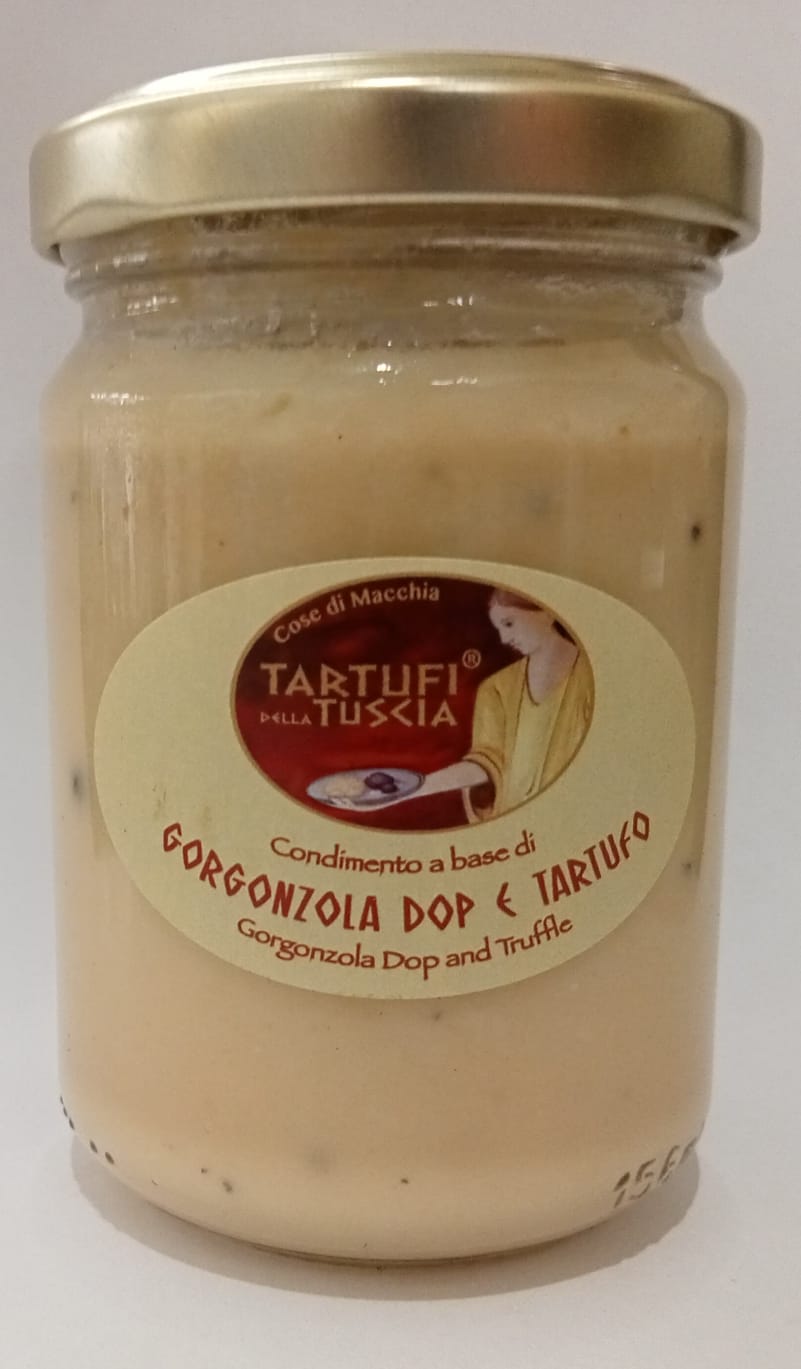 Cose di Macchia
TARTUFI®
DELLA TUSCIA
Condimento a base di
GORGONZOLA DOP E TARTUFO
Gorgonzola Dop and Truffle